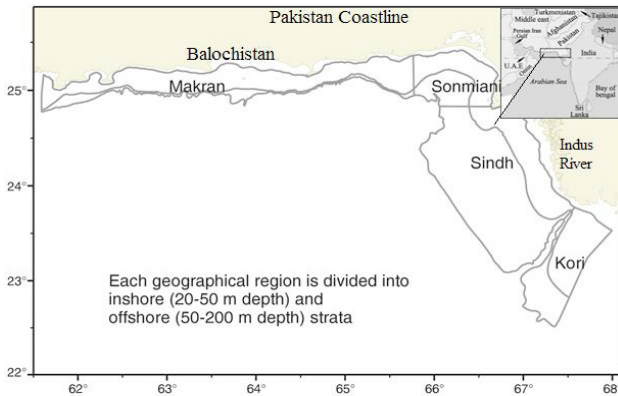 Pakistan Coastline
Turkmenistan
Tajikistan
Middle east
Afghanistan
Pakistan
Nepal
Persian Iran
Gulf
India
U.A.E
Oman
Arabian Sea
Bay of
bengal
Sri
Lanka
Balochistan
Makran
Sonmiani
25°
Indus
River
Sindh
24°
Kori
Each geographical region is divided into
inshore (20-50 m depth) and
offshore (50-200 m depth) strata
23°
22°
62° 63° 64° 65° 66° 67° 68